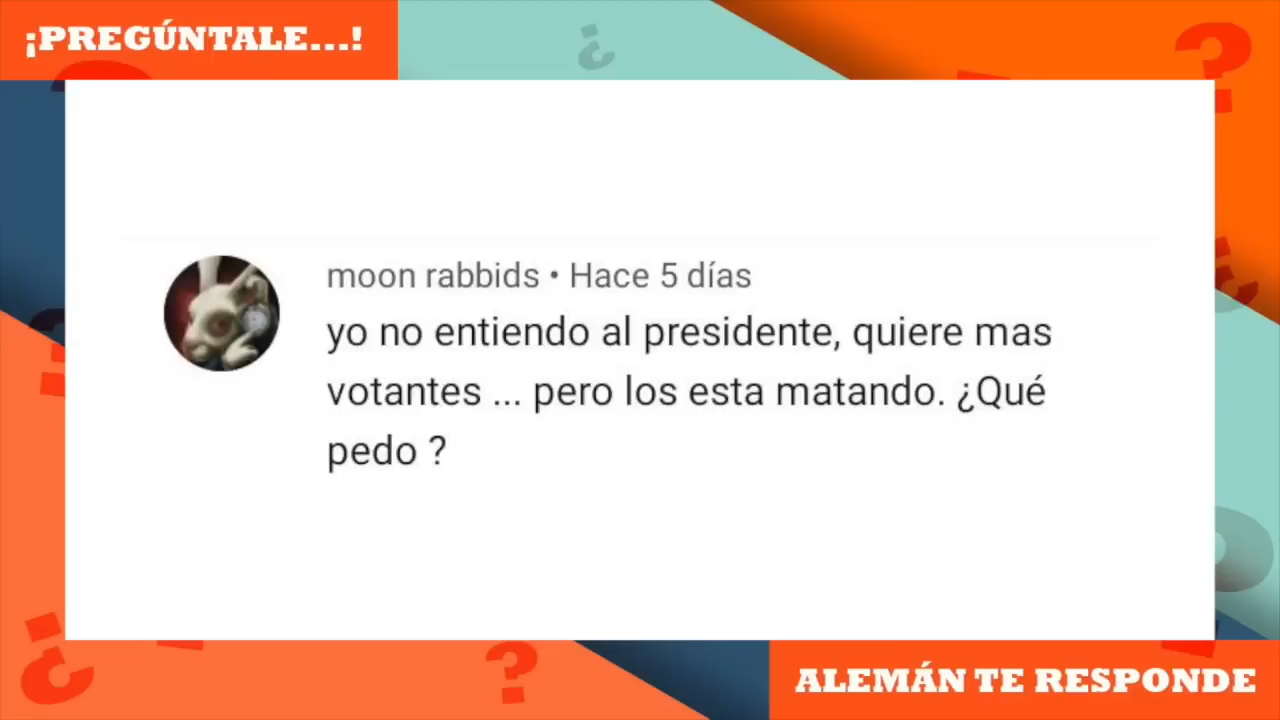 ¡PREGÚNTALE...!
moon rabbids • Hace 5 días
yo no entiendo al presidente, quiere mas
votantes ... pero los esta matando. ¿Qué
pedo ?
ALEMÁN TE RESPONDE